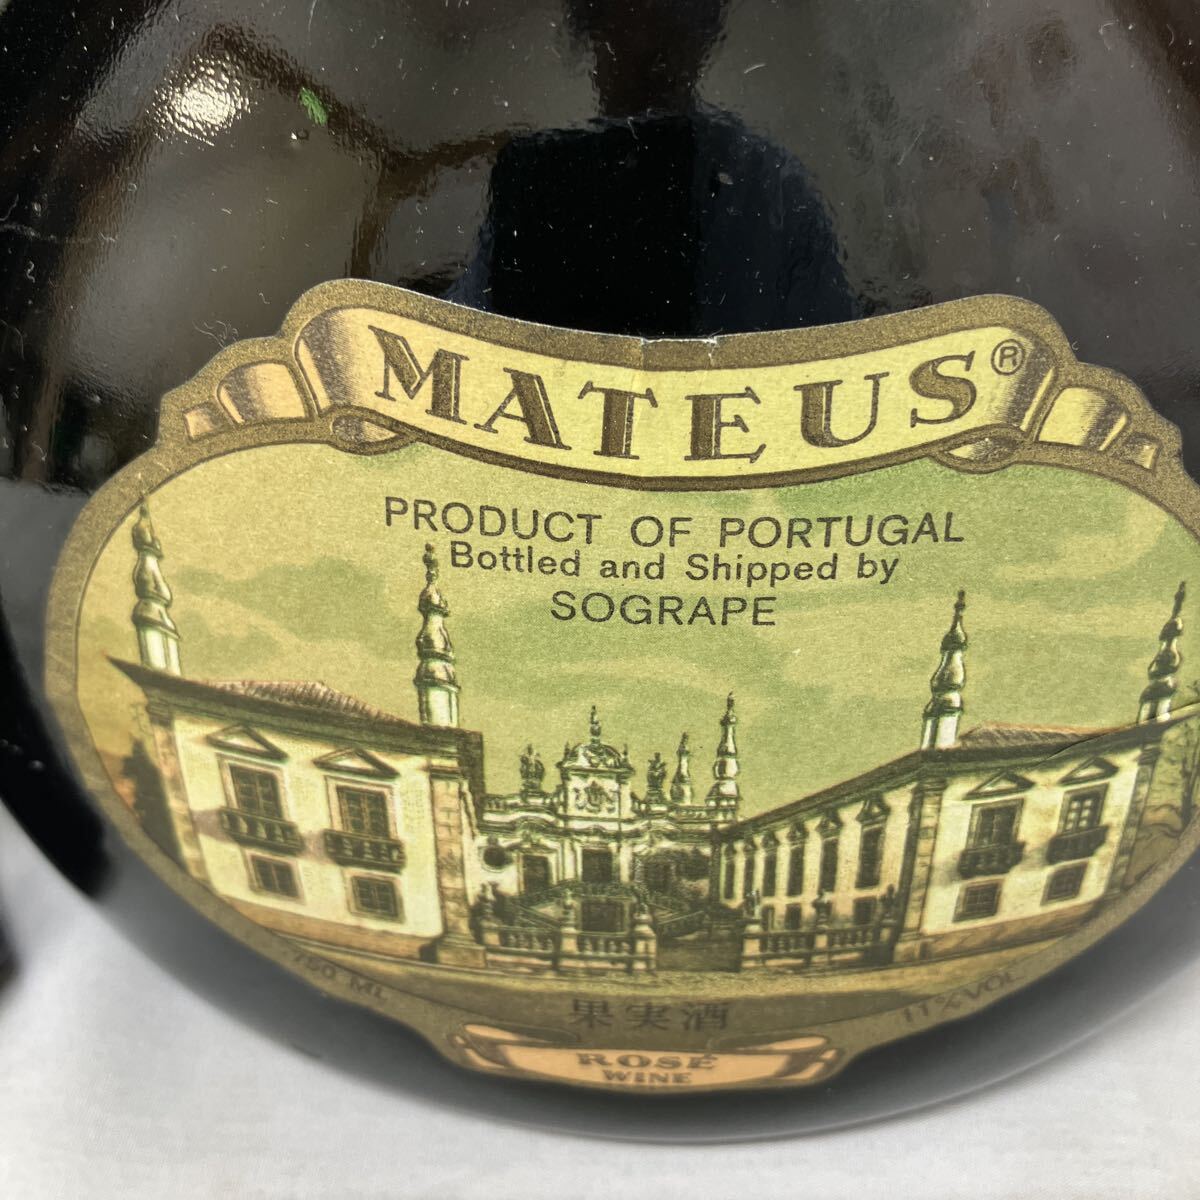 MATEUS®
PRODUCT OF PORTUGAL
Bottled and Shipped by
SOGRAPE
750 ML
果実酒
11% VOL
ROSÉ
WINE